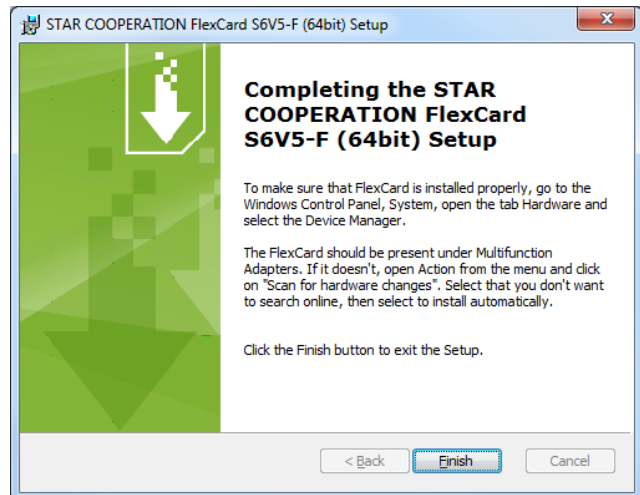 STAR COOPERATION FlexCard S6V5-F (64bit) Setup
Completing the STAR
COOPERATION FlexCard
S6V5-F (64bit) Setup
To make sure that FlexCard is installed properly, go to the
Windows Control Panel, System, open the tab Hardware and
select the Device Manager.
The FlexCard should be present under Multifunction
Adapters. If it doesn't, open Action from the menu and click
on "Scan for hardware changes". Select that you don't want
to search online, then select to install automatically.
Click the Finish button to exit the Setup.
< Back Finish Cancel